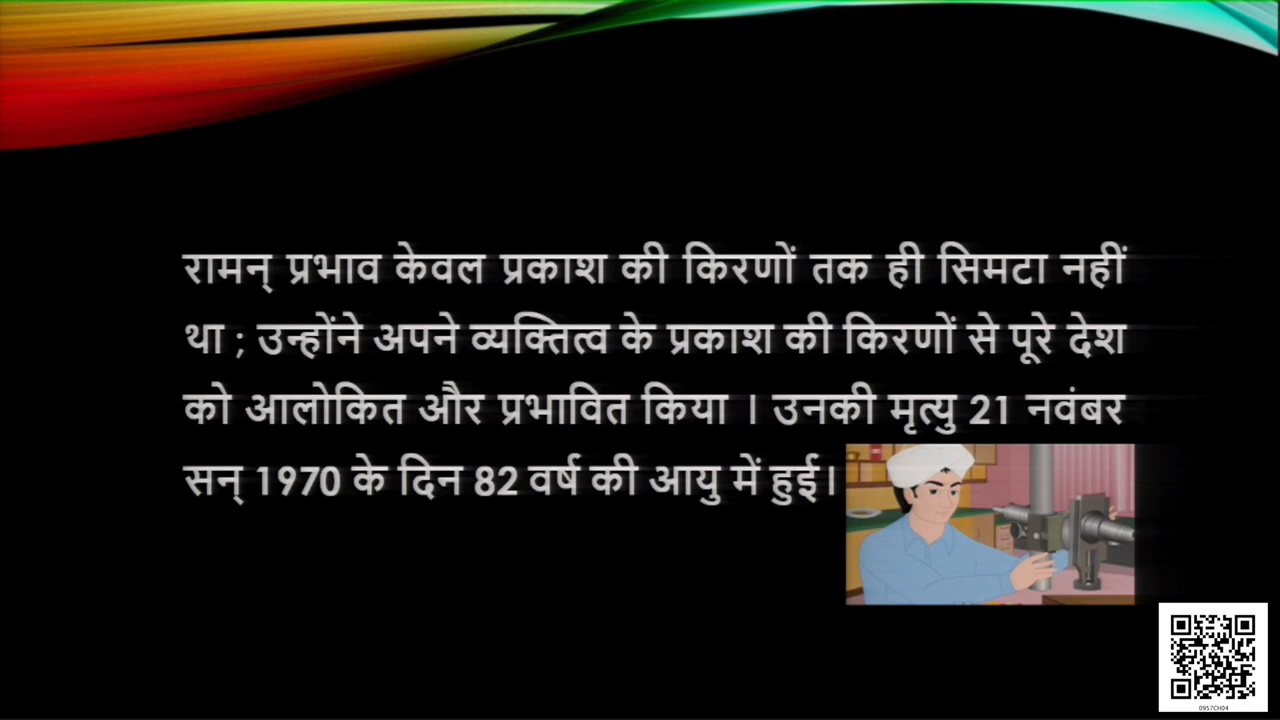 रामन् प्रभाव केवल प्रकाश की किरणों तक ही सिमटा नहीं
था ; उन्होंने अपने व्यक्तित्व के प्रकाश की किरणों से पूरे देश
को आलोकित और प्रभावित किया । उनकी मृत्यु 21 नवंबर
सन् 1970 के दिन 82 वर्ष की आयु में हुई।
0957CH04